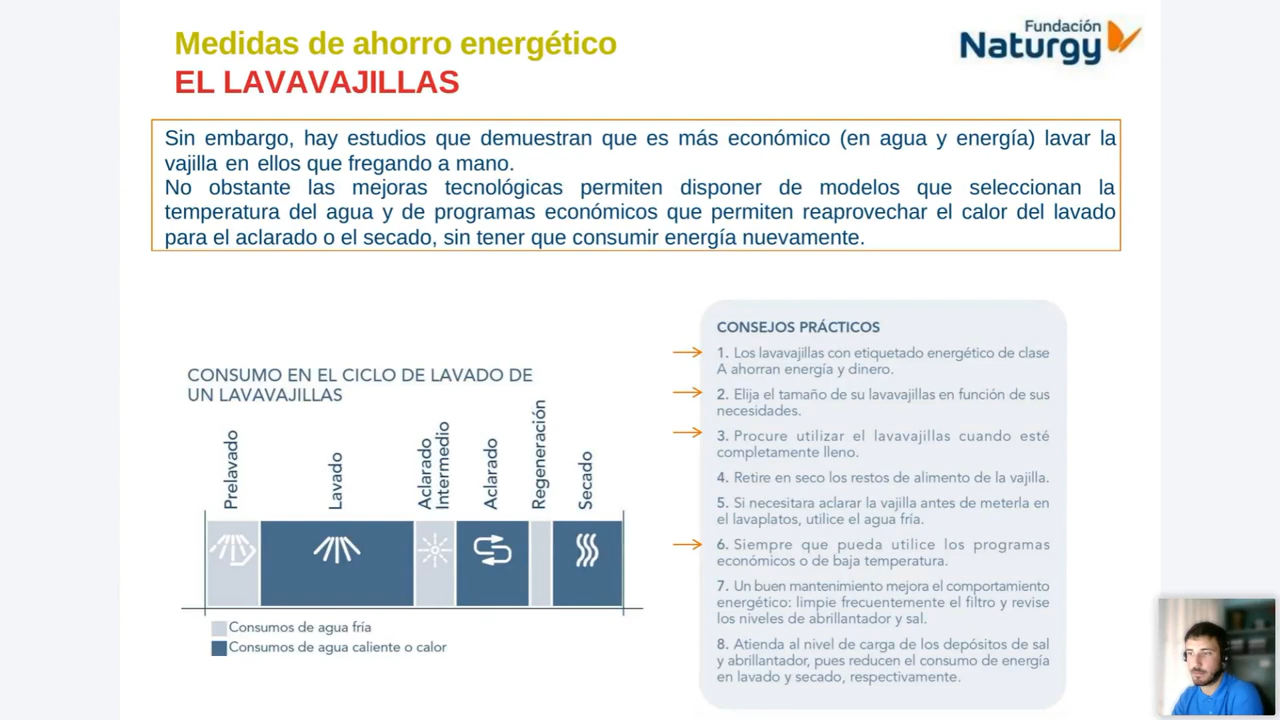 Medidas de ahorro energético
EL LAVAVAJILLAS
Fundación
Naturgy
Sin embargo, hay estudios que demuestran que es más económico (en agua y energía) lavar la
vajilla en ellos que fregando a mano.
No obstante las mejoras tecnológicas permiten disponer de modelos que seleccionan la
temperatura del agua y de programas económicos que permiten reaprovechar el calor del lavado
para el aclarado o el secado, sin tener que consumir energía nuevamente.
CONSUMO EN EL CICLO DE LAVADO DE
UN LAVAVAJILLAS
Prelavado
Lavado
Aclarado
Intermedio
Aclarado
Regeneración
Secado
Consumos de agua fría
Consumos de agua caliente o calor
CONSEJOS PRÁCTICOS
1. Los lavavajillas con etiquetado energético de clase
A ahorran energía y dinero.
2. Elija el tamaño de su lavavajillas en función de sus
necesidades.
3. Procure utilizar el lavavajillas cuando esté
completamente lleno.
4. Retire en seco los restos de alimento de la vajilla.
5. Si necesitara aclarar la vajilla antes de meterla en
el lavaplatos, utilice el agua fría.
6. Siempre que pueda utilice los programas
económicos o de baja temperatura.
7. Un buen mantenimiento mejora el comportamiento
energético: limpie frecuentemente el filtro y revise
los niveles de abrillantador y sal.
8. Atienda al nivel de carga de los depósitos de sal
y abrillantador, pues reducen el consumo de energía
en lavado y secado, respectivamente.